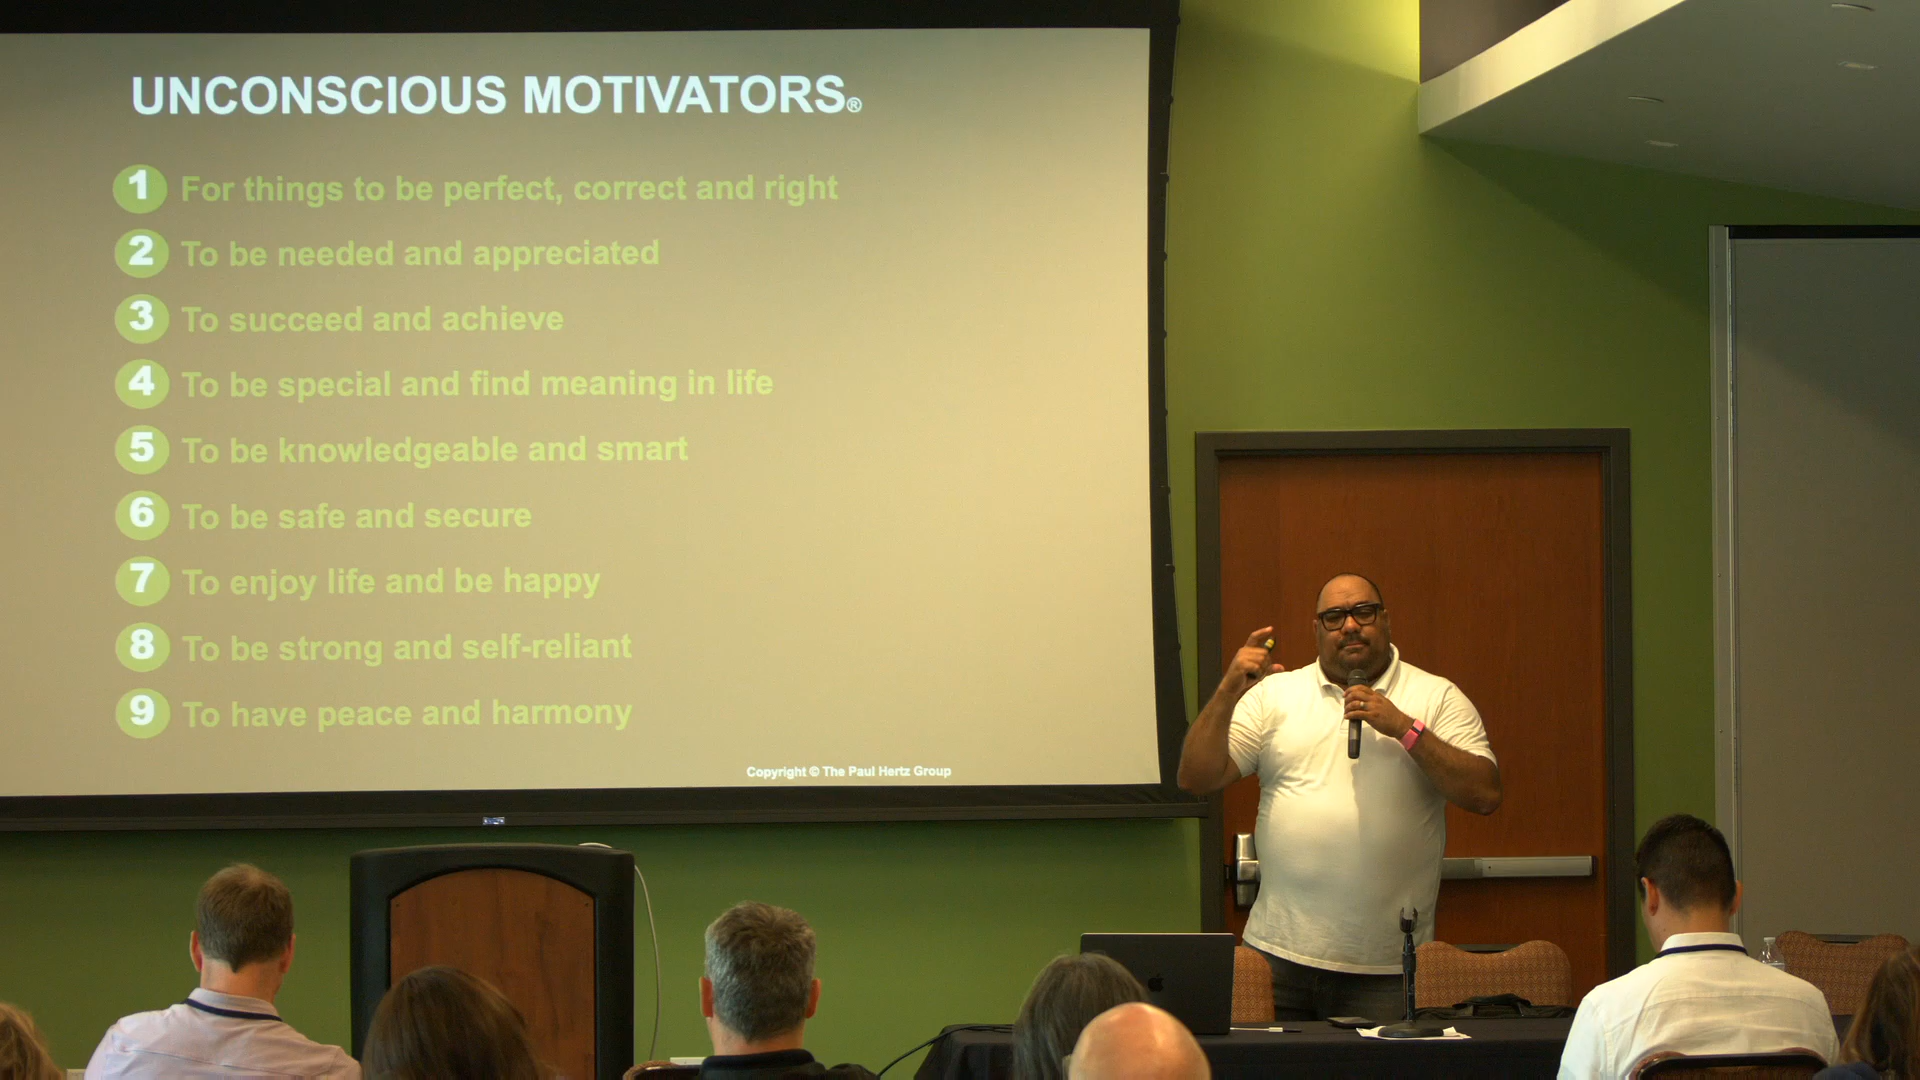 UNCONSCIOUS MOTIVATORS®
1 For things to be perfect, correct and right
2 To be needed and appreciated
3 To succeed and achieve
4 To be special and find meaning in life
5 To be knowledgeable and smart
6 To be safe and secure
7 To enjoy life and be happy
8 To be strong and self-reliant
9 To have peace and harmony
Copyright © The Paul Hertz Group